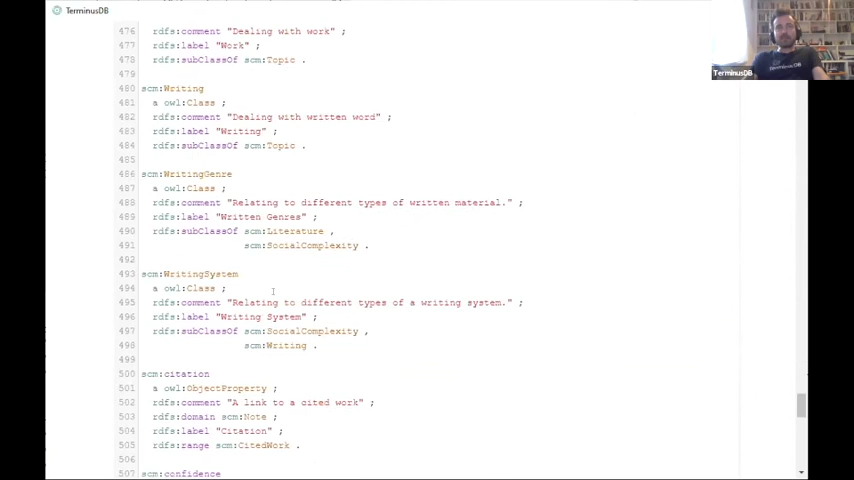 TerminusDB
476 rdfs:comment "Dealing with work" ;
477 rdfs:label "Work" ;
478 rdfs:subClassOf scm:Topic .
479
480 scm:Writing
481 a owl:Class ;
482 rdfs:comment "Dealing with written word" ;
483 rdfs:label "Writing" ;
484 rdfs:subClassOf scm:Topic .
485
486 scm:WritingGenre
487 a owl:Class ;
488 rdfs:comment "Relating to different types of written material." ;
489 rdfs:label "Written Genres" ;
490 rdfs:subClassOf scm:Literature ,
491 scm:SocialComplexity .
492
493 scm:WritingSystem
494 a owl:Class ;
495 rdfs:comment "Relating to different types of a writing system." ;
496 rdfs:label "Writing System" ;
497 rdfs:subClassOf scm:SocialComplexity ,
498 scm:Writing .
499
500 scm:citation
501 a owl:ObjectProperty ;
502 rdfs:comment "A link to a cited work" ;
503 rdfs:domain scm:Note ;
504 rdfs:label "Citation" ;
505 rdfs:range scm:CitedWork .
506
507 scm:confidence
TerminusDB
TerminusDB